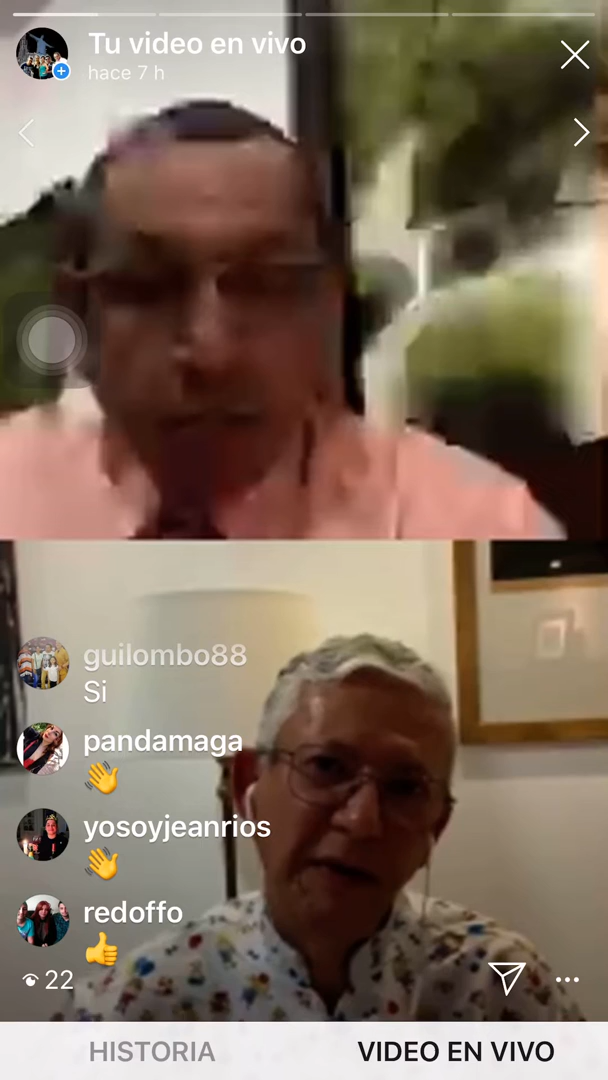 Tu video en vivo
hace 7 h
guilombo88
Si
pandamaga
👋
yosoyjeanrios
👋
redoffo
👍
22
HISTORIA
VIDEO EN VIVO